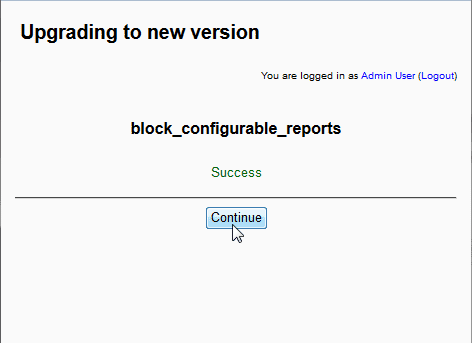 Upgrading to new version
You are logged in as Admin User (Logout)
block_configurable_reports
Success
Continue